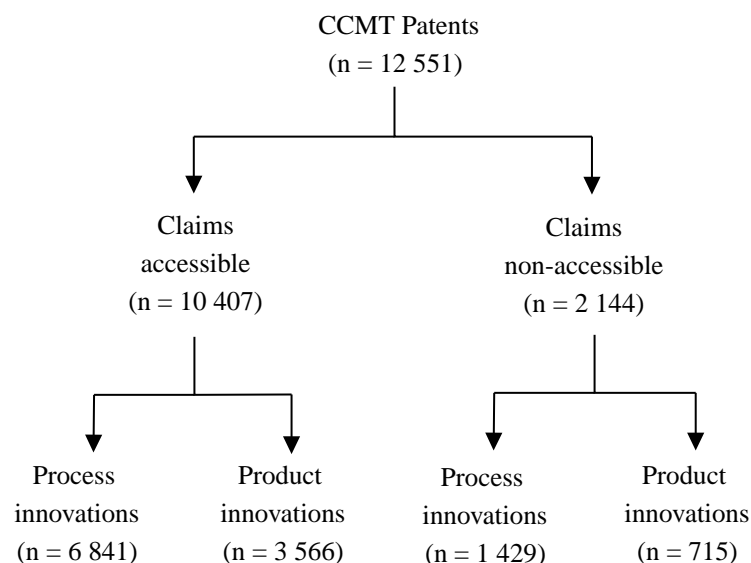 CCMT Patents
(n = 12 551)
Claims
accessible
(n = 10 407)
Claims
non-accessible
(n = 2 144)
Process
innovations
(n = 6 841)
Product
innovations
(n = 3 566)
Process
innovations
(n = 1 429)
Product
innovations
(n = 715)